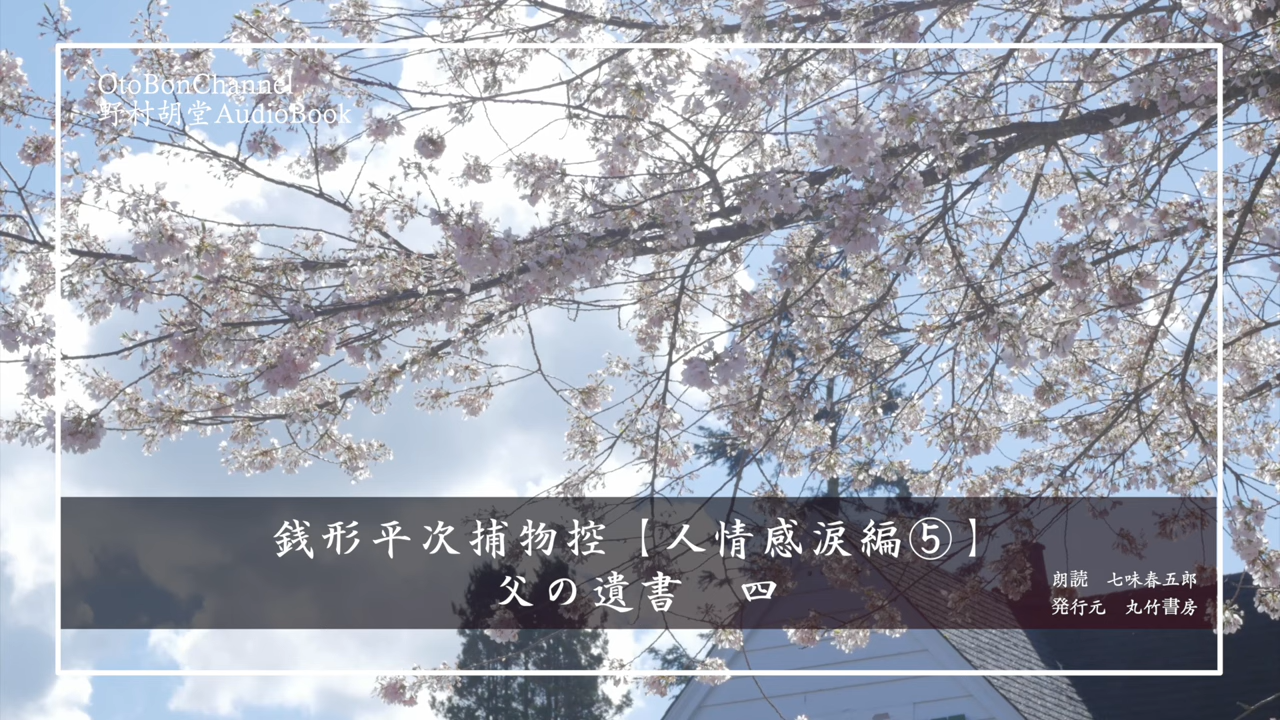 OtoBonChannel
野村胡堂AudioBook
銭形平次捕物控【人情感涙編⑤】
父の遺書　四
朗読　七味春五郎
発行元　丸竹書房